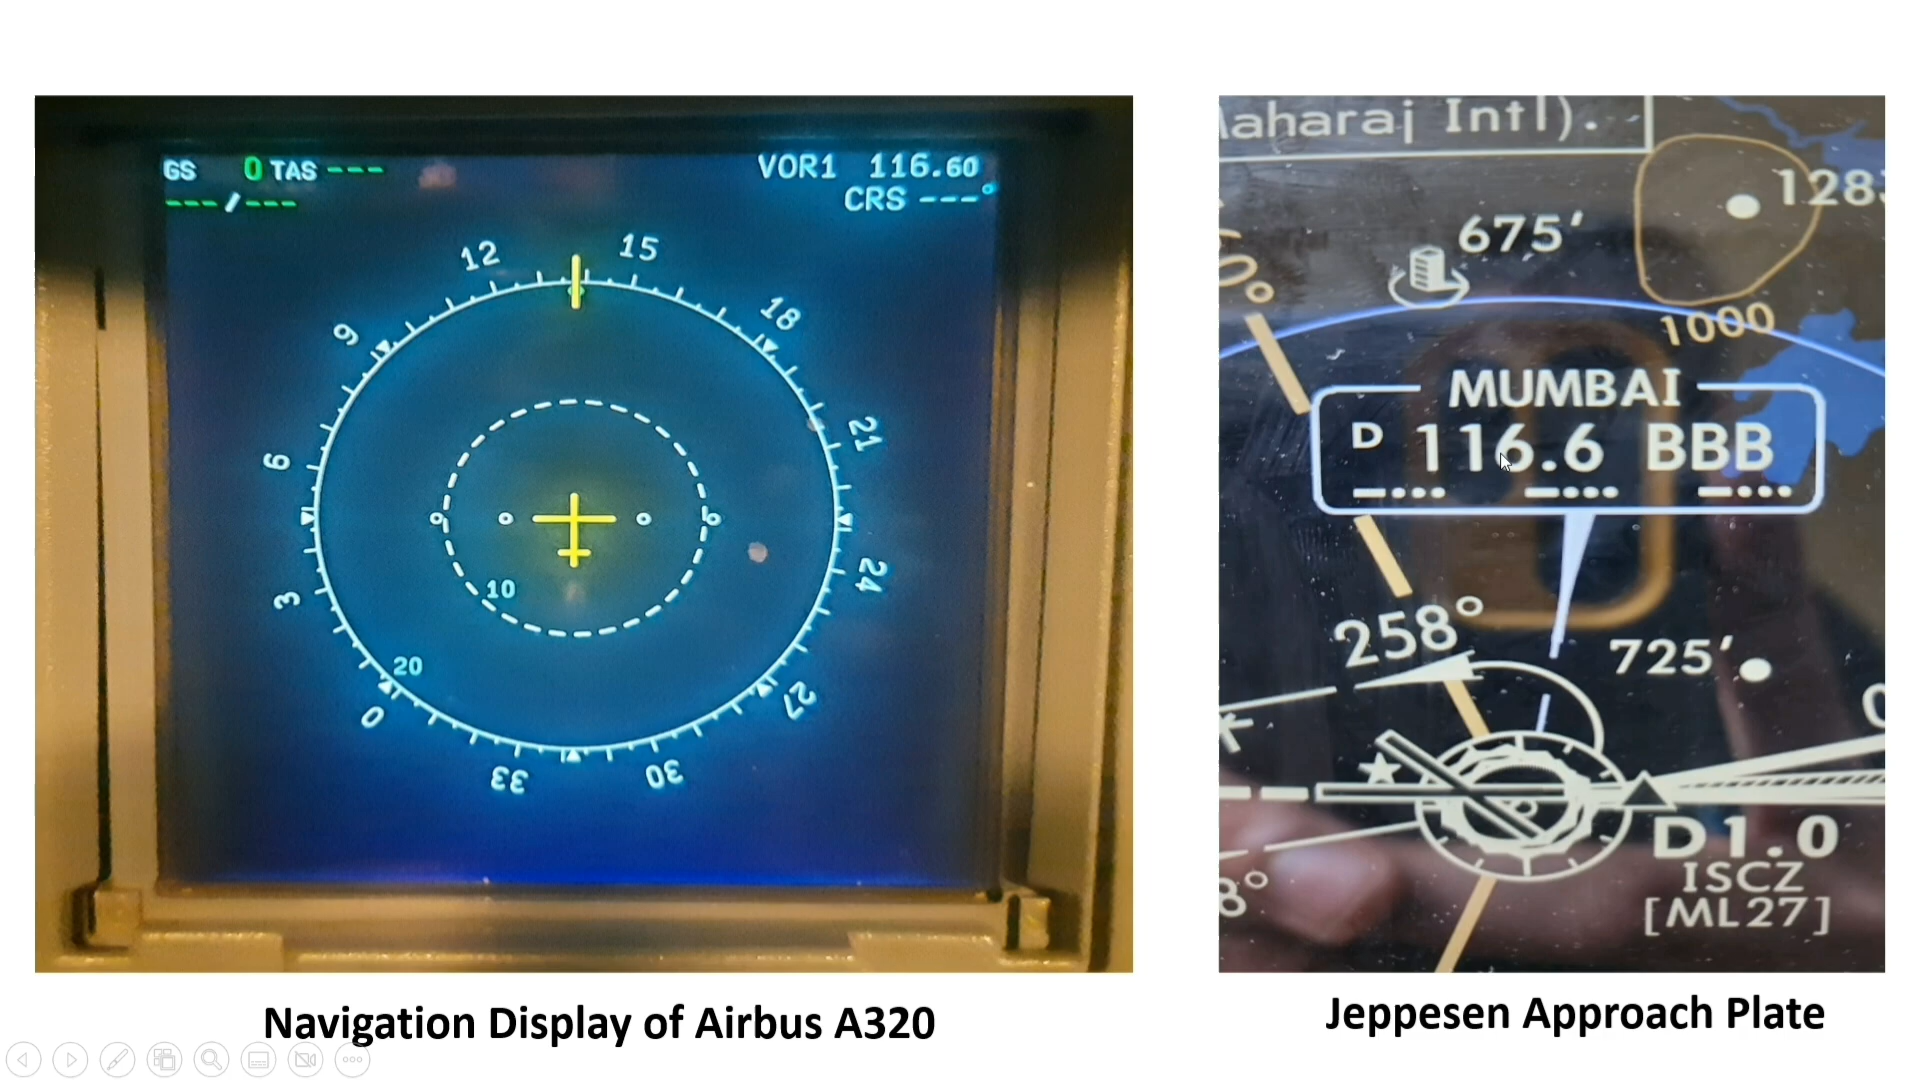 GS 0 TAS ---
---/---
VOR1 116.60
CRS ---°
12
15
9
18
6
21
3
24
10
20
0
27
33
30
Navigation Display of Airbus A320
aharaj Intl).
675'
128
0°
1000
MUMBAI
D 116.6 BBB
258°
725'
D1.0
ISCZ
[ML27]
8°
Jeppesen Approach Plate